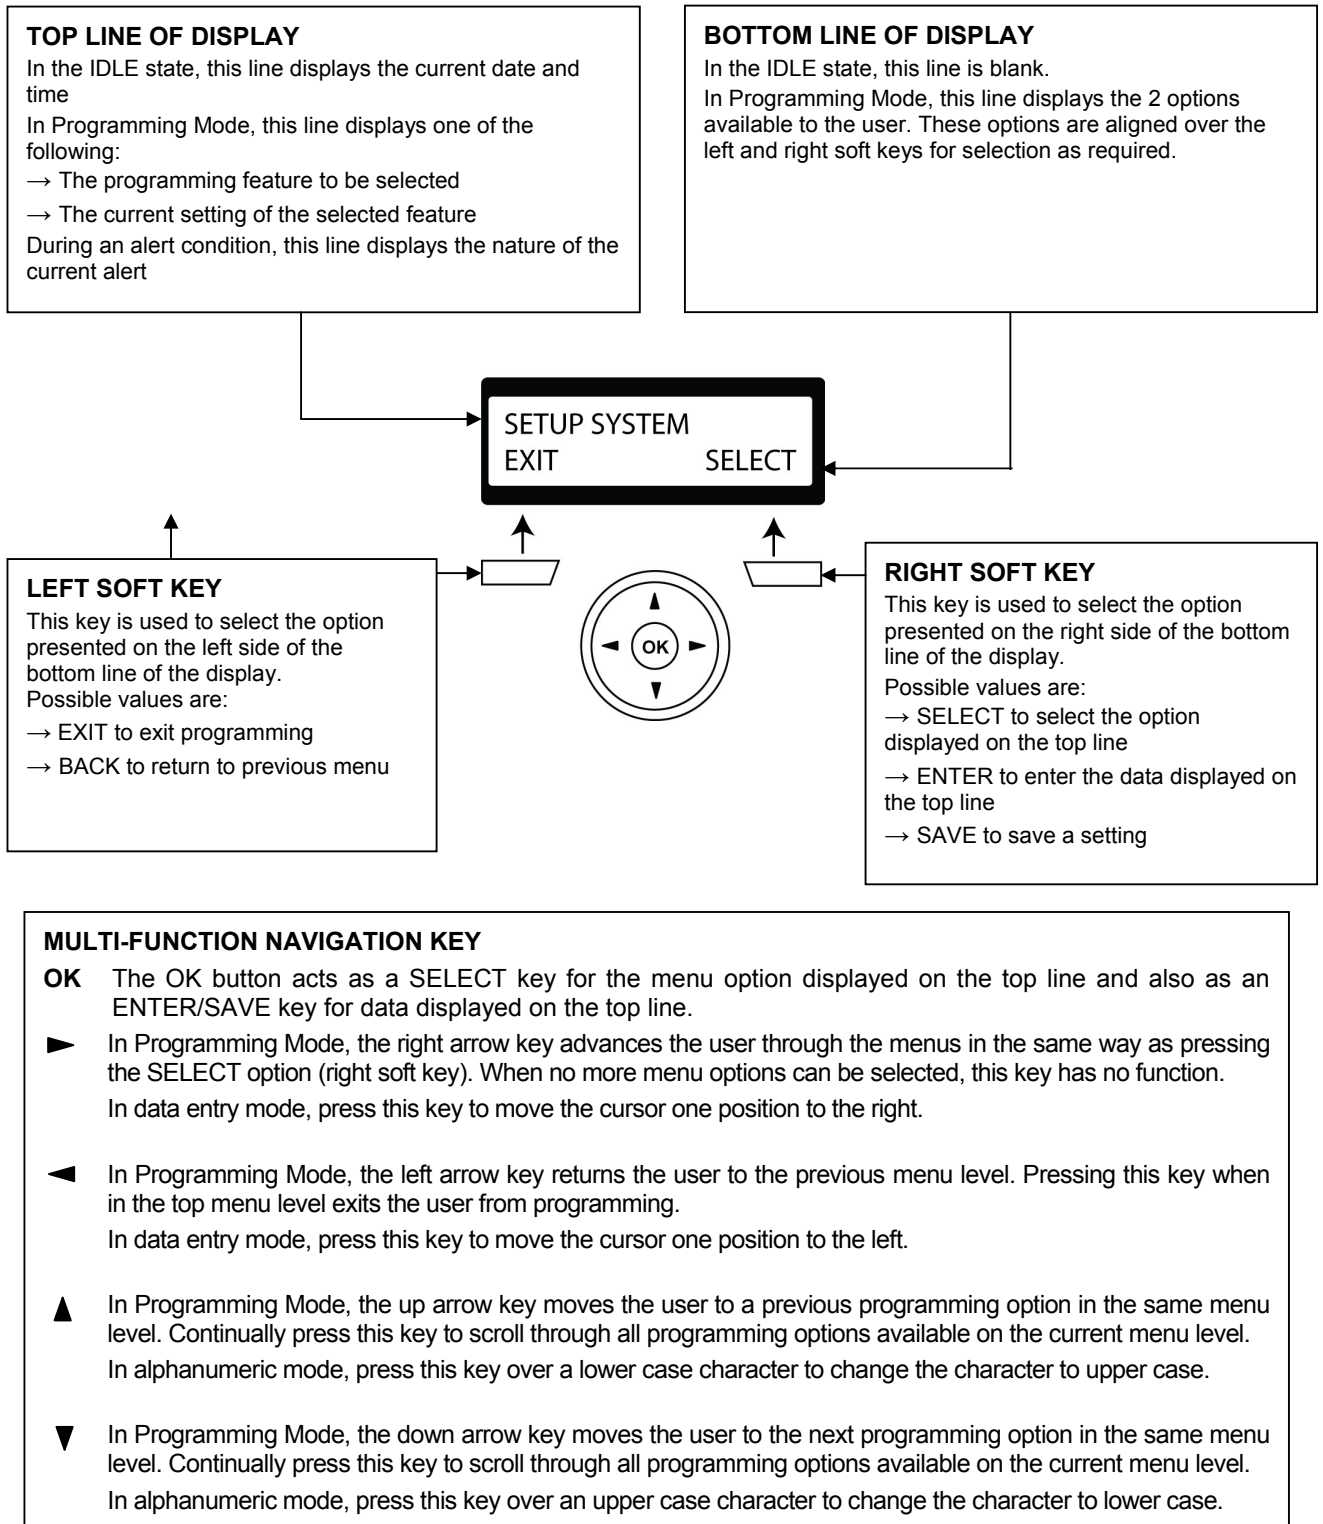 TOP LINE OF DISPLAY
In the IDLE state, this line displays the current date and
time
In Programming Mode, this line displays one of the
following:
→ The programming feature to be selected
→ The current setting of the selected feature
During an alert condition, this line displays the nature of the
current alert
BOTTOM LINE OF DISPLAY
In the IDLE state, this line is blank.
In Programming Mode, this line displays the 2 options
available to the user. These options are aligned over the
left and right soft keys for selection as required.
SETUP SYSTEM
EXIT SELECT
LEFT SOFT KEY
This key is used to select the option
presented on the left side of the
bottom line of the display.
Possible values are:
→ EXIT to exit programming
→ BACK to return to previous menu
OK
RIGHT SOFT KEY
This key is used to select the option
presented on the right side of the bottom
line of the display.
Possible values are:
→ SELECT to select the option
displayed on the top line
→ ENTER to enter the data displayed on
the top line
→ SAVE to save a setting
MULTI-FUNCTION NAVIGATION KEY
OK The OK button acts as a SELECT key for the menu option displayed on the top line and also as an
ENTER/SAVE key for data displayed on the top line.
► In Programming Mode, the right arrow key advances the user through the menus in the same way as pressing
the SELECT option (right soft key). When no more menu options can be selected, this key has no function.
In data entry mode, press this key to move the cursor one position to the right.
◄ In Programming Mode, the left arrow key returns the user to the previous menu level. Pressing this key when
in the top menu level exits the user from programming.
In data entry mode, press this key to move the cursor one position to the left.
▲ In Programming Mode, the up arrow key moves the user to a previous programming option in the same menu
level. Continually press this key to scroll through all programming options available on the current menu level.
In alphanumeric mode, press this key over a lower case character to change the character to upper case.
▼ In Programming Mode, the down arrow key moves the user to the next programming option in the same menu
level. Continually press this key to scroll through all programming options available on the current menu level.
In alphanumeric mode, press this key over an upper case character to change the character to lower case.